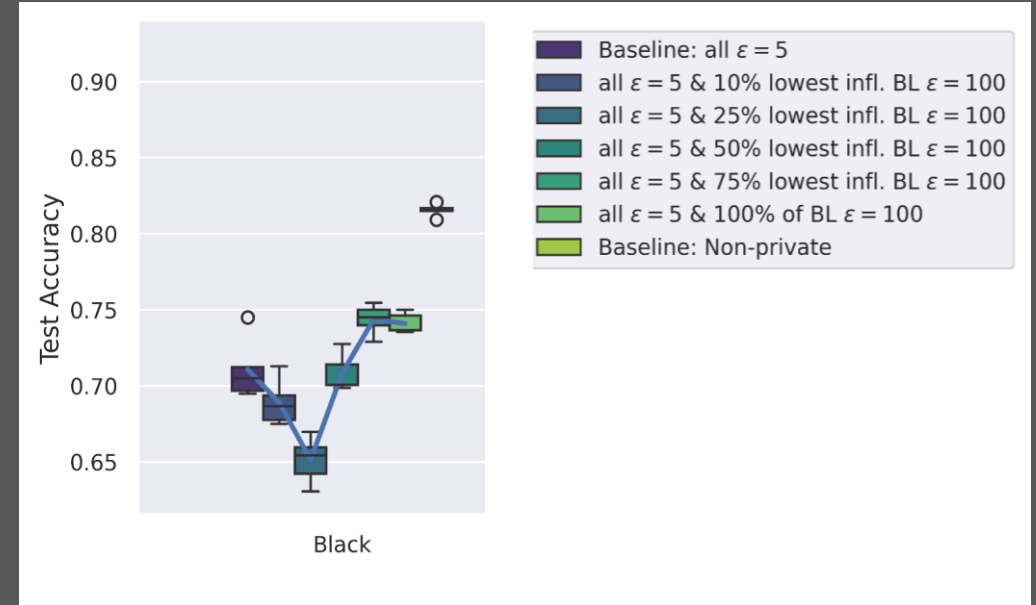 0.90
0.85
0.80
0.75
0.70
0.65
Test Accuracy
Black
Baseline: all ε = 5
all ε = 5 & 10% lowest infl. BL ε = 100
all ε = 5 & 25% lowest infl. BL ε = 100
all ε = 5 & 50% lowest infl. BL ε = 100
all ε = 5 & 75% lowest infl. BL ε = 100
all ε = 5 & 100% of BL ε = 100
Baseline: Non-private